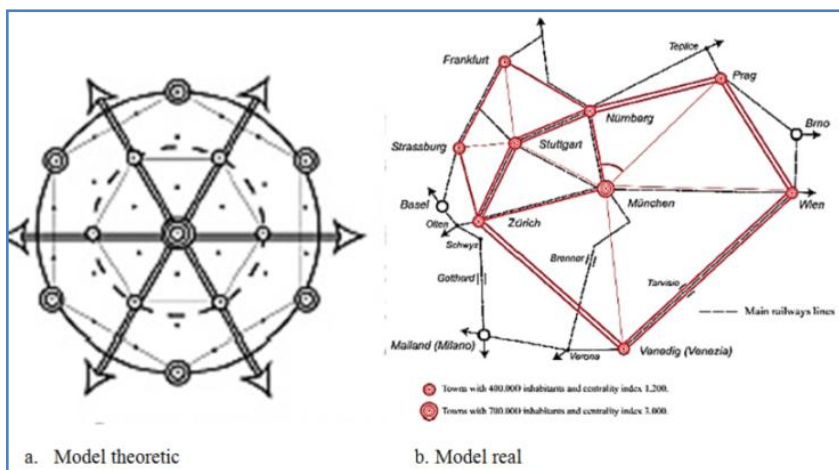 Teplice
Frankfurt
Prag
Nürnberg
Brno
Strassburg
Stuttgart
München
Wien
Basel
Zürich
Olten
Schwyz
Brenner
Gotthard
Tarvisio
Main railways lines
Mailand (Milano)
Verona
Venedig (Venezia)
Towns with 400.000 inhabitants and centrality index 1.200.
Towns with 700.000 inhabitants and centrality index 3.000.
a. Model theoretic
b. Model real